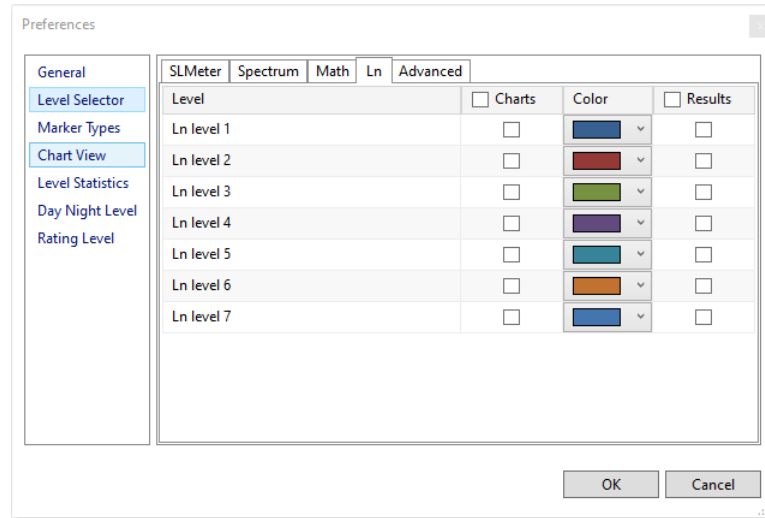 Preferences
General
Level Selector
Marker Types
Chart View
Level Statistics
Day Night Level
Rating Level
SLMeter Spectrum Math Ln Advanced
Level Charts Color Results
Ln level 1
Ln level 2
Ln level 3
Ln level 4
Ln level 5
Ln level 6
Ln level 7
OK Cancel